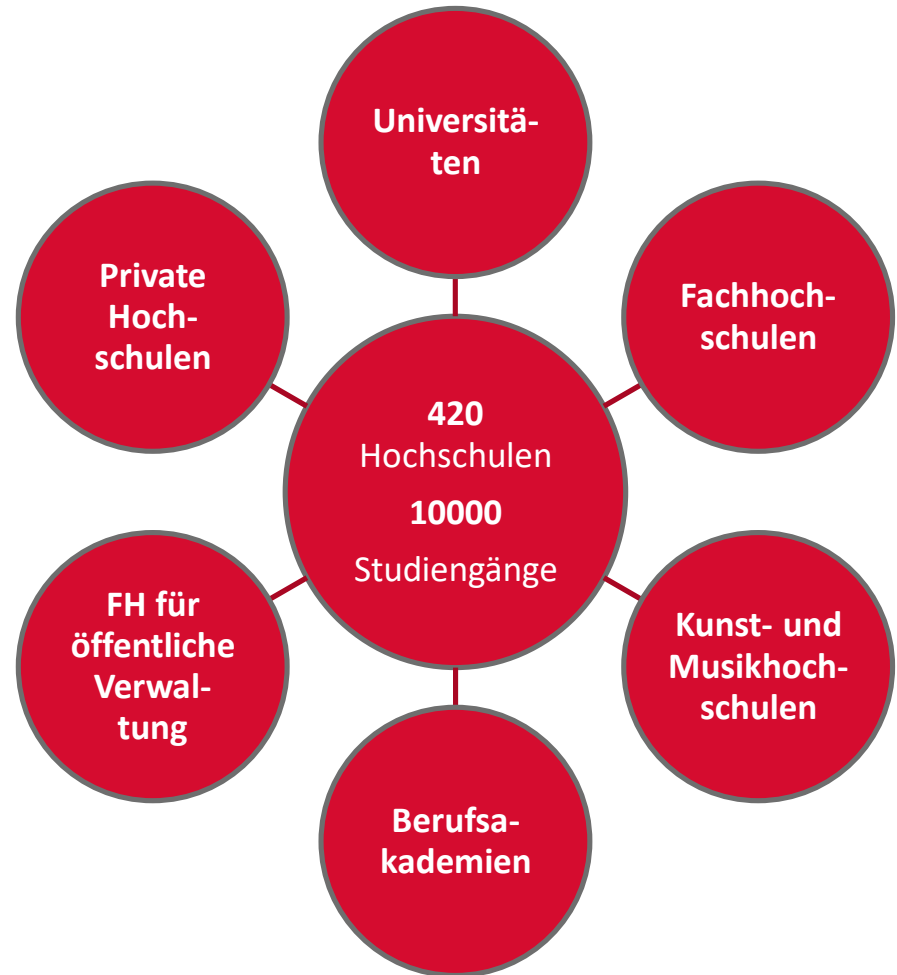 Universitä-
ten
Private
Hoch-
schulen
Fachhoch-
schulen
420
Hochschulen
10000
Studiengänge
FH für
öffentliche
Verwal-
tung
Kunst- und
Musikhoch-
schulen
Berufsa-
kademien